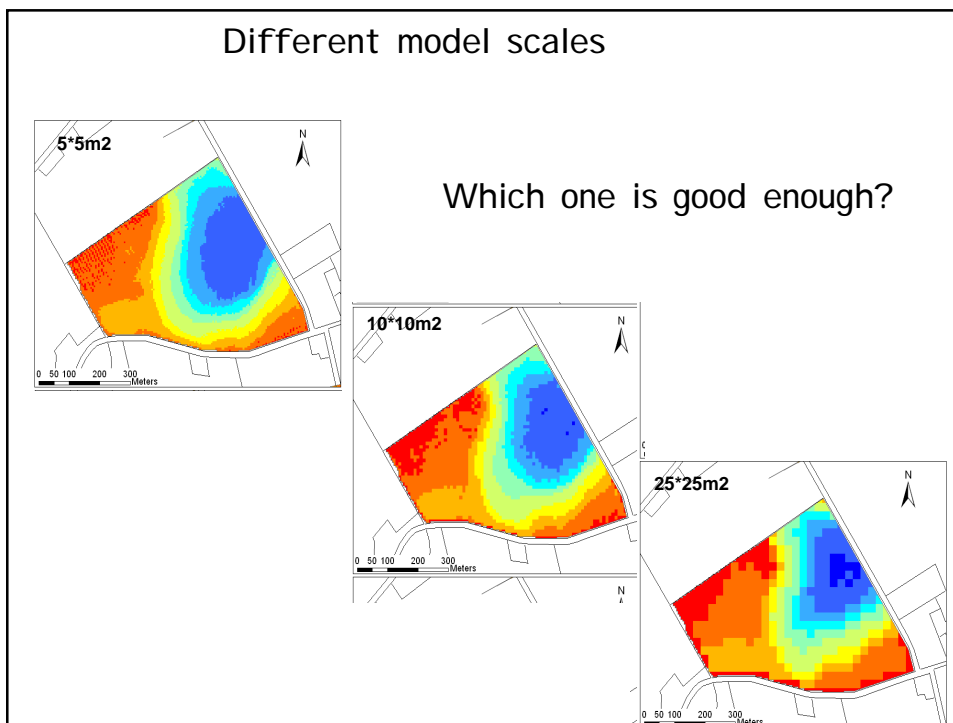 Different model scales
5*5m2
N
Which one is good enough?
0 50 100 200 300
Meters
10*10m2
N
0 50 100 200 300
Meters
25*25m2
N
N
0 50 100 200 300
Meters